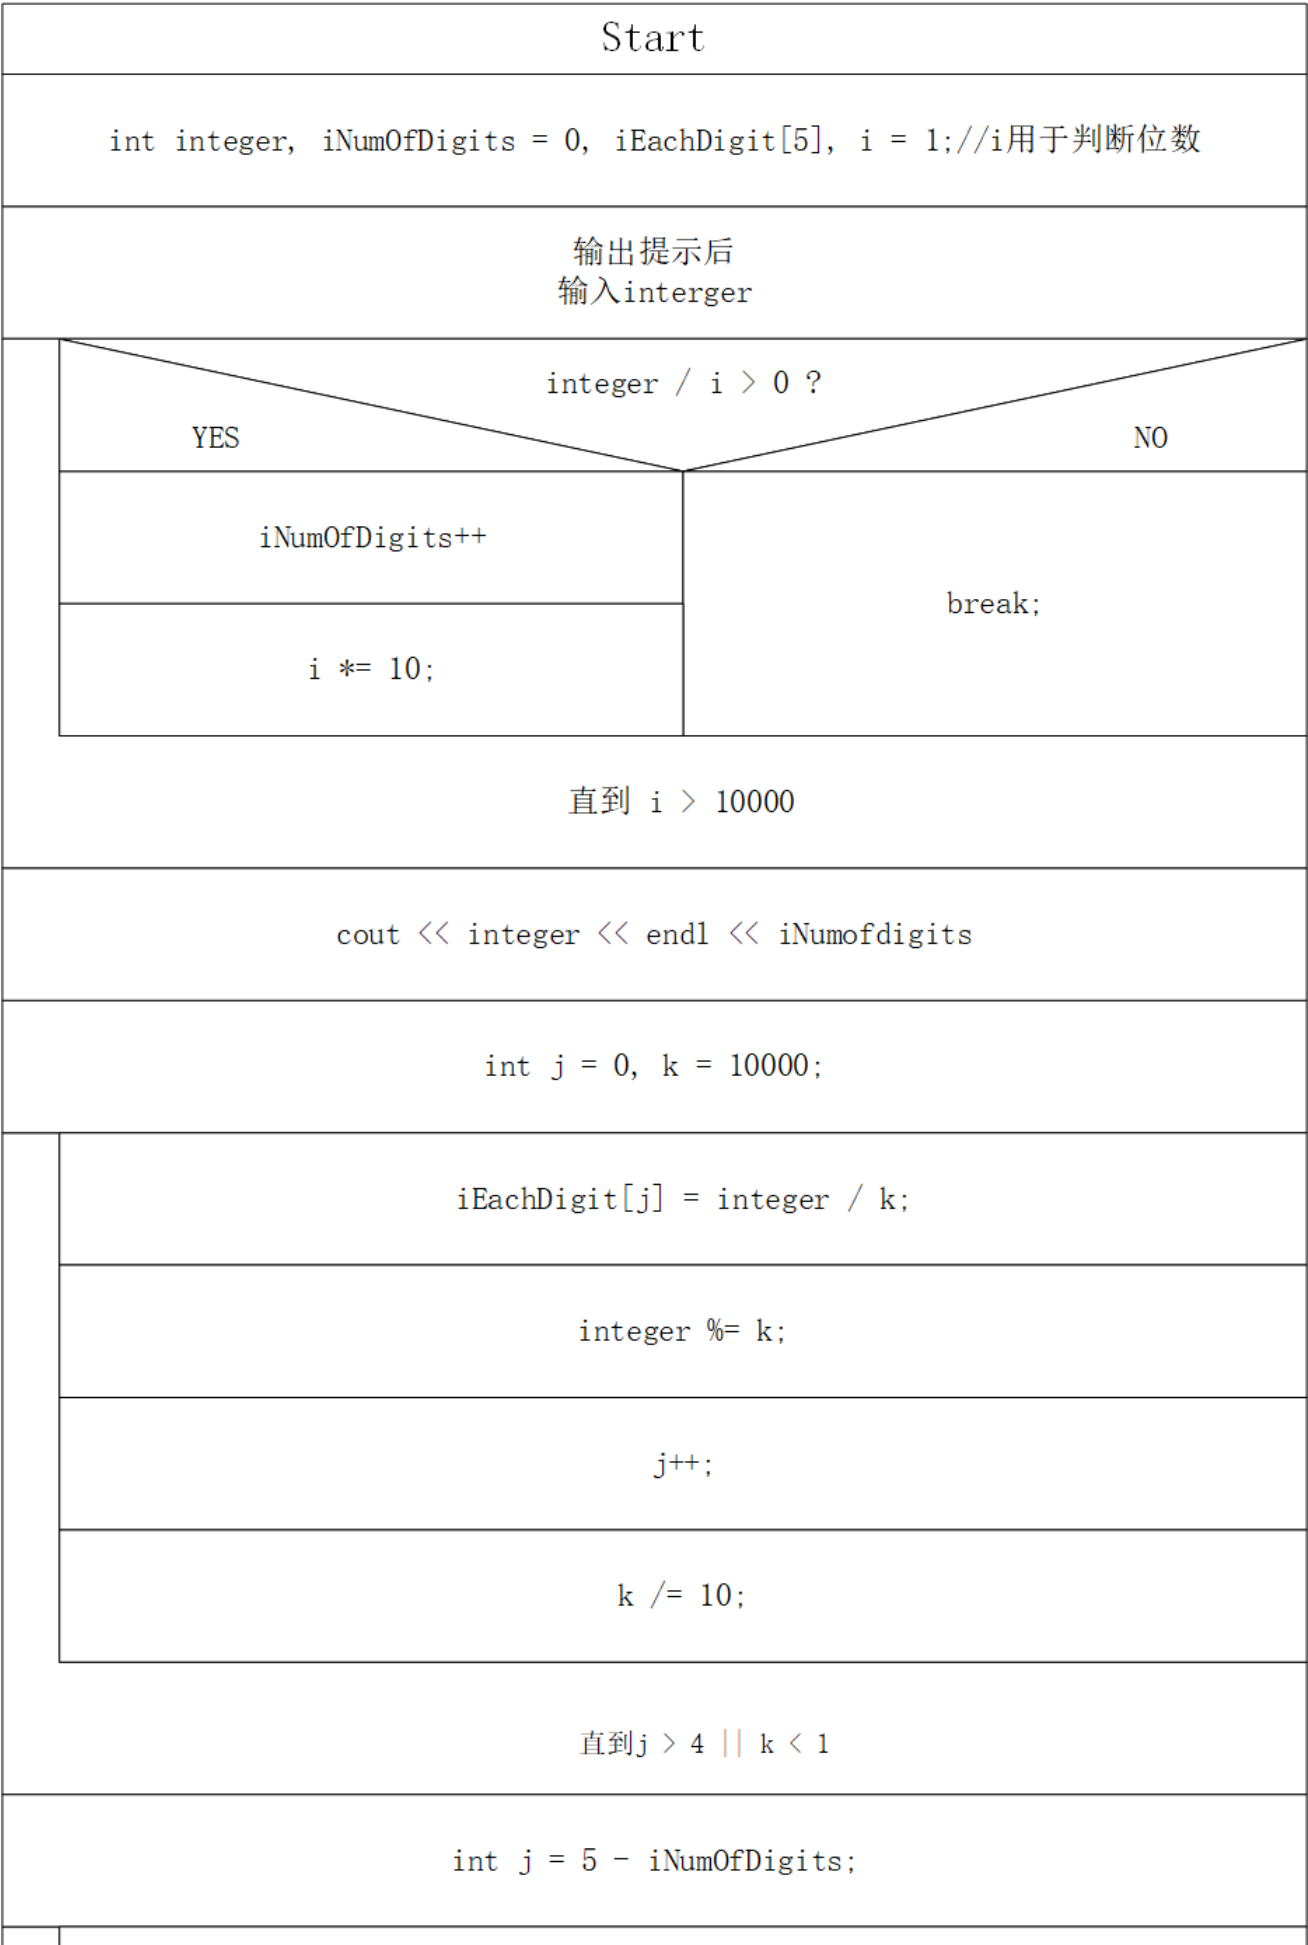 Start
int integer, iNumOfDigits = 0, iEachDigit[5], i = 1;//i用于判断位数
输出提示后
输入interger
integer / i > 0 ?
YES
NO
iNumOfDigits++
break;
i *= 10;
直到 i > 10000
cout << integer << endl << iNumofdigits
int j = 0, k = 10000;
iEachDigit[j] = integer / k;
integer %= k;
j++;
k /= 10;
直到j > 4 || k < 1
int j = 5 - iNumOfDigits;